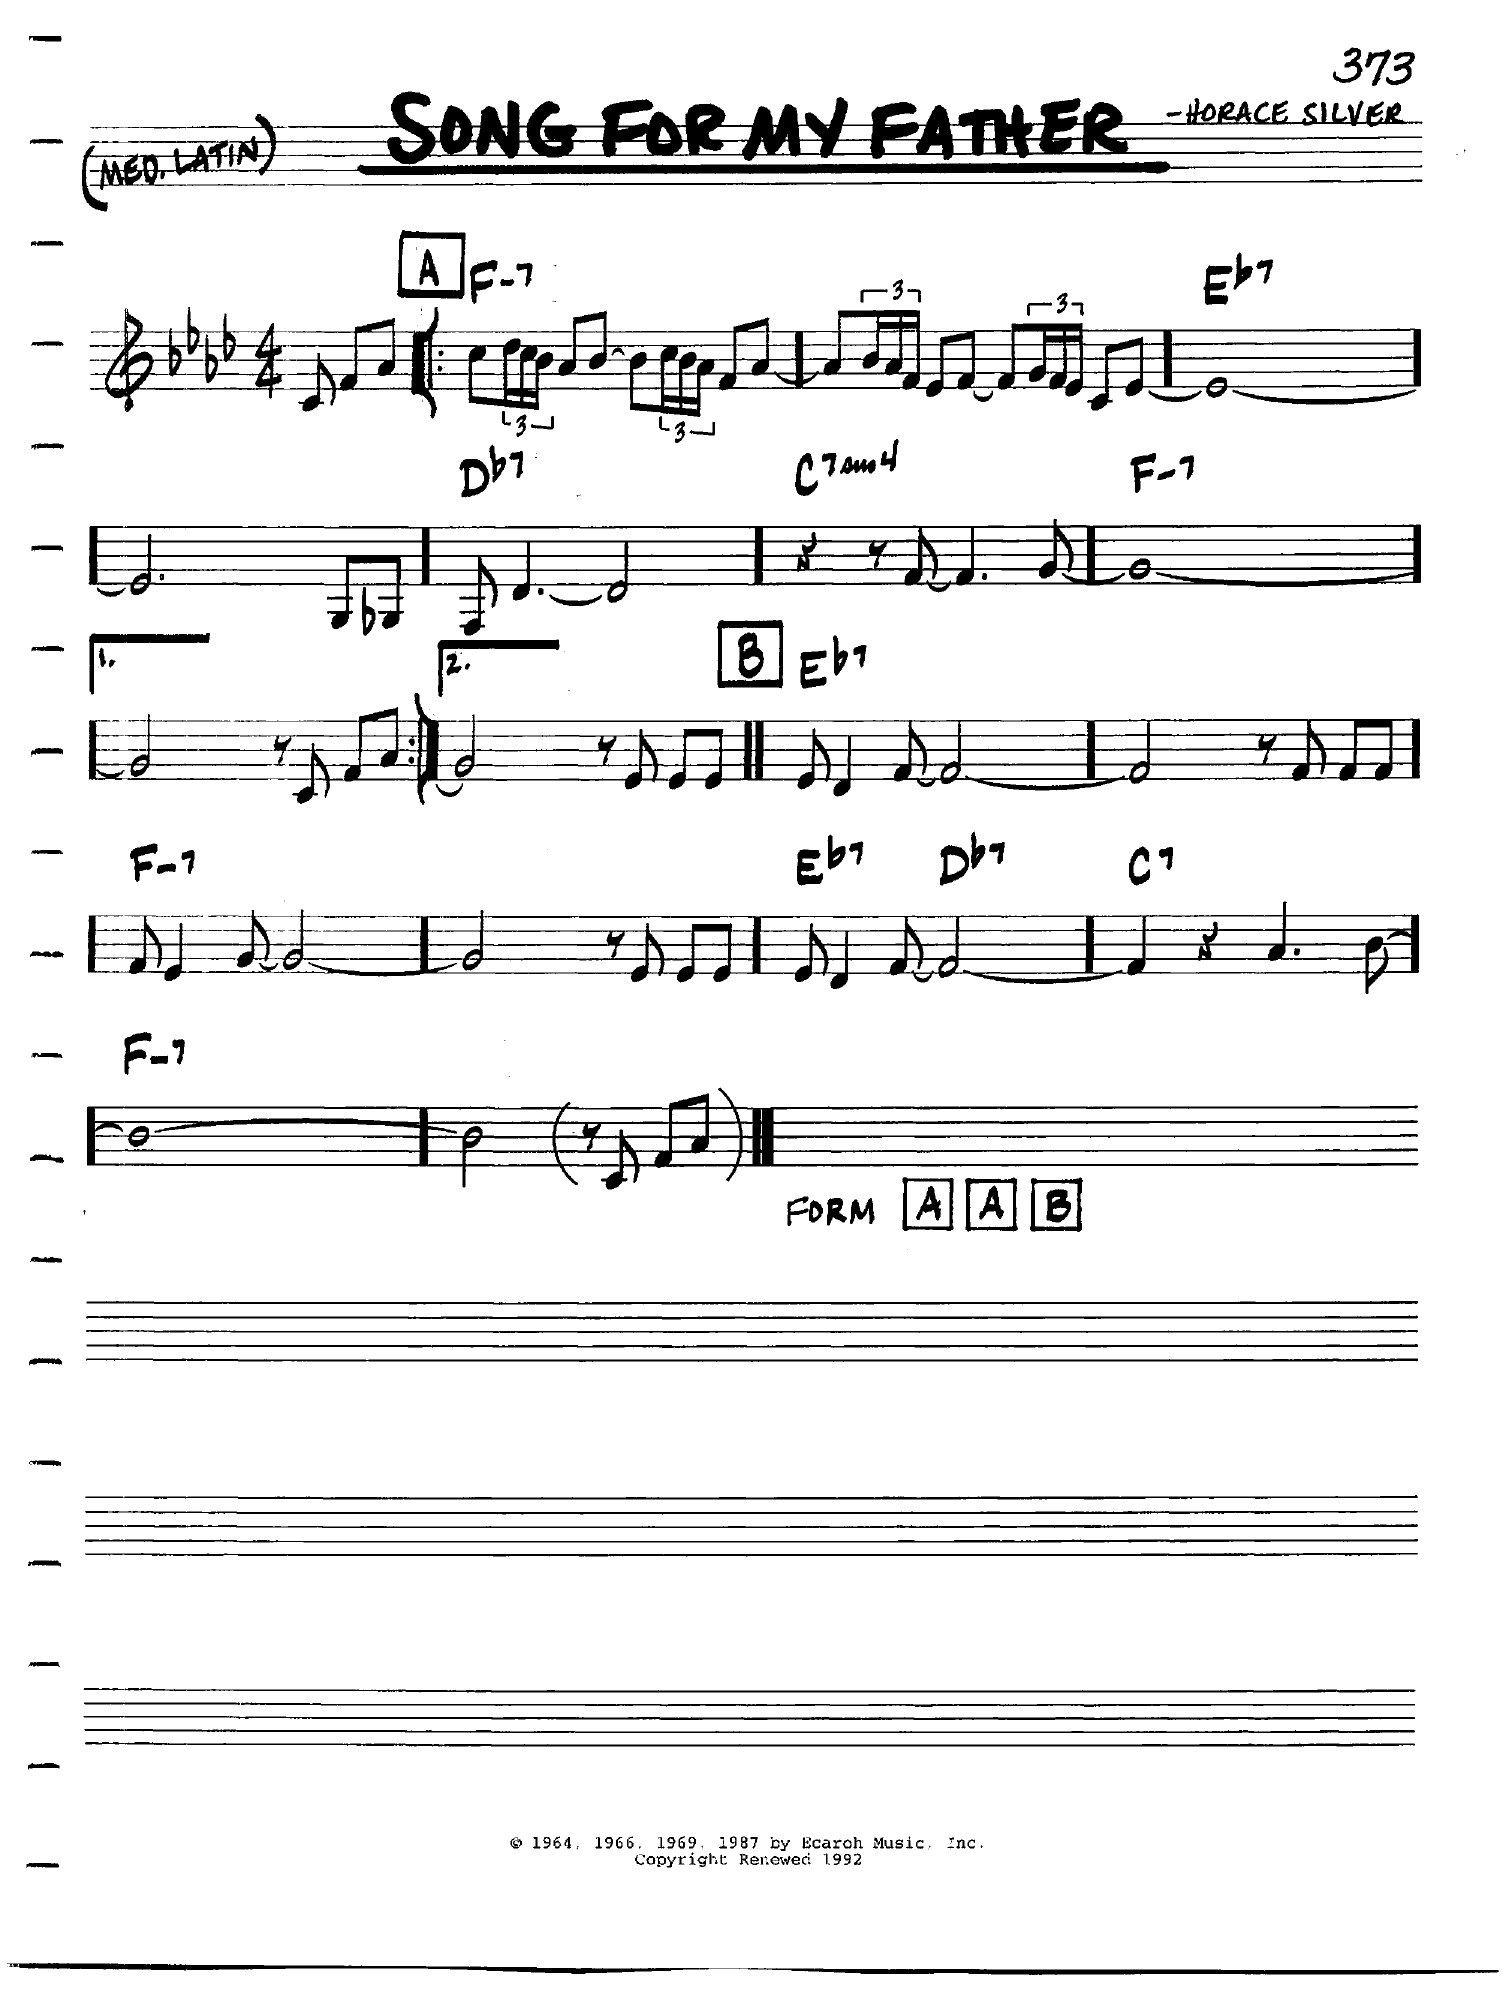 373
SONG FOR MY FATHER
-HORACE SILVER
(MED. LATIN)
A F-7 Eb7
4
4
3 3 3 3
Db7 C7sus4 F-7
1. 2. B Eb7
F-7 Eb7 Db7 C7
F-7
FORM A A B
© 1964, 1966, 1969, 1987 by Ecaroh Music, Inc.
Copyright Renewed 1992